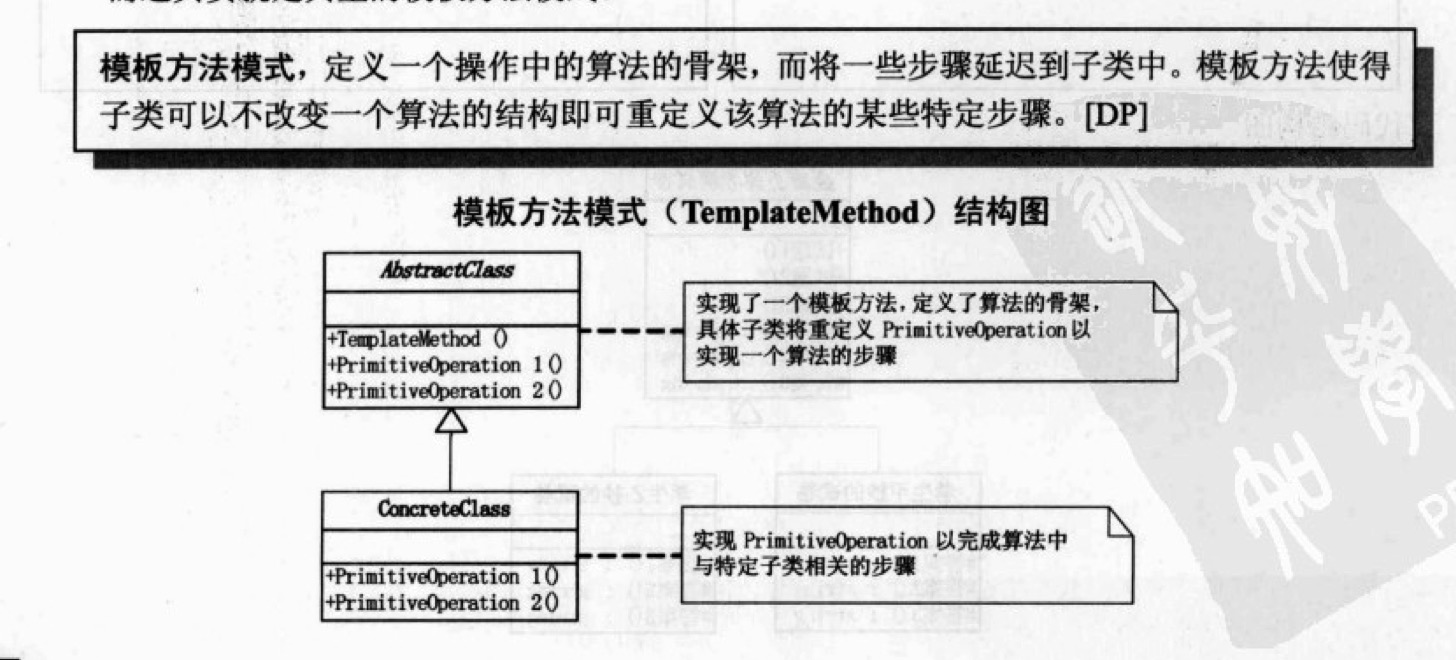 模板方法模式，定义一个操作中的算法的骨架，而将一些步骤延迟到子类中。模板方法使得
子类可以不改变一个算法的结构即可重定义该算法的某些特定步骤。[DP]
模板方法模式（TemplateMethod）结构图
AbstractClass
+TemplateMethod ()
+PrimitiveOperation 1()
+PrimitiveOperation 2()
实现了一个模板方法，定义了算法的骨架，
具体子类将重定义 PrimitiveOperation 以
实现一个算法的步骤
ConcreteClass
+PrimitiveOperation 1()
+PrimitiveOperation 2()
实现 PrimitiveOperation 以完成算法中
与特定子类相关的步骤